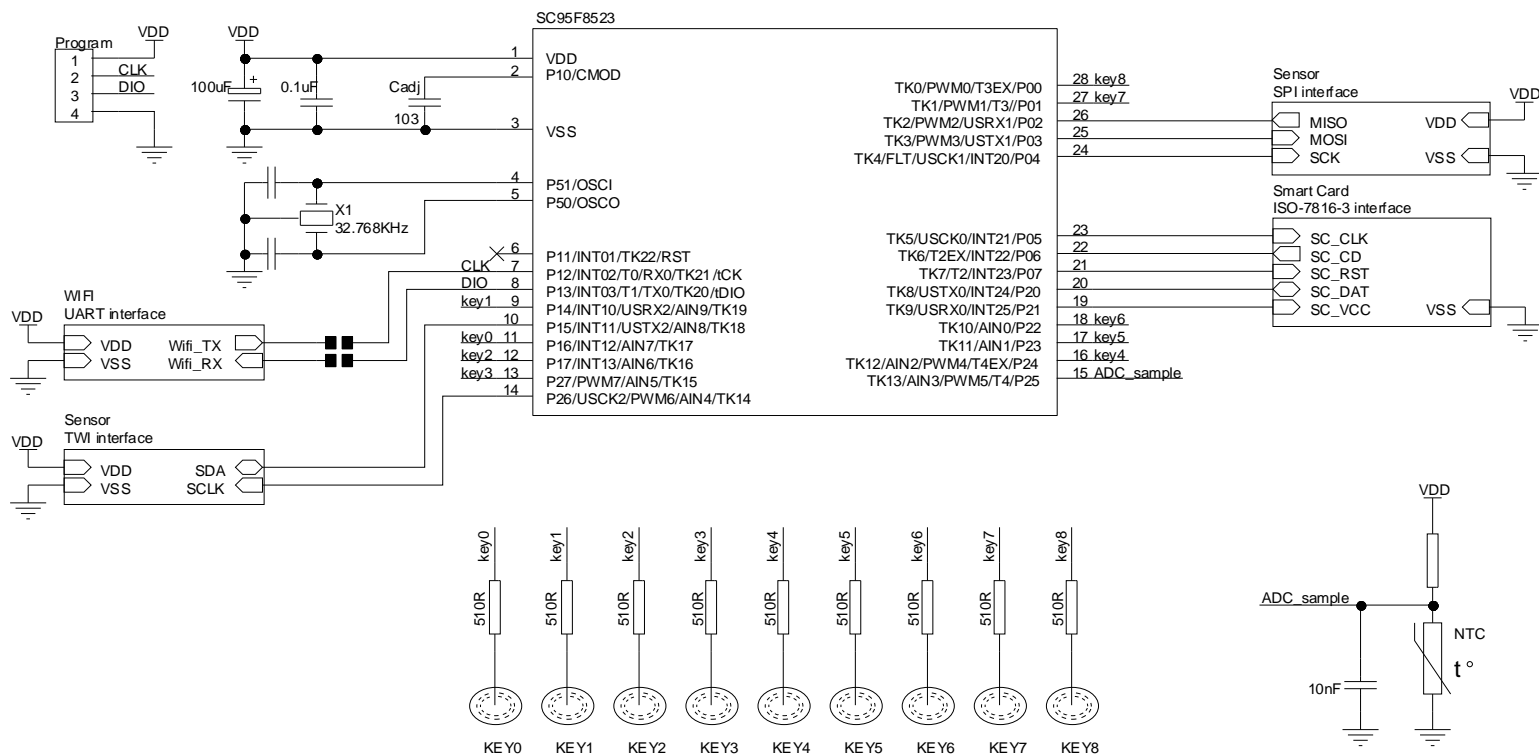 SC95F8523
Program
VDD
1
2
3
4
CLK
DIO
VDD
100uF
+
0.1uF
Cadj
103
X1
32.768KHz
1
2
3
4
5
6
7
8
9
10
11
12
13
14
CLK
DIO
key1
key0
key2
key3
VDD
P10/CMOD
VSS
P51/OSCI
P50/OSCO
P11/INT01/TK22/RST
P12/INT02/T0/RX0/TK21/tCK
P13/INT03/T1/TX0/TK20/tDIO
P14/INT10/USRX2/AIN9/TK19
P15/INT11/USTX2/AIN8/TK18
P16/INT12/AIN7/TK17
P17/INT13/AIN6/TK16
P27/PWM7/AIN5/TK15
P26/USCK2/PWM6/AIN4/TK14
TK0/PWM0/T3EX/P00
TK1/PWM1/T3//P01
TK2/PWM2/USRX1/P02
TK3/PWM3/USTX1/P03
TK4/FLT/USCK1/INT20/P04
TK5/USCK0/INT21/P05
TK6/T2EX/INT22/P06
TK7/T2/INT23/P07
TK8/USTX0/INT24/P20
TK9/USRX0/INT25/P21
TK10/AIN0/P22
TK11/AIN1/P23
TK12/AIN2/PWM4/T4EX/P24
TK13/AIN3/PWM5/T4/P25
28 key8
27 key7
26
25
24
23
22
21
20
19
18 key6
17 key5
16 key4
15 ADC_sample
Sensor
SPI interface
MISO
MOSI
SCK
VDD
VSS
VDD
Smart Card
ISO-7816-3 interface
SC_CLK
SC_CD
SC_RST
SC_DAT
SC_VCC
VSS
WIFI
UART interface
VDD
VDD
VSS
Wifi_TX
Wifi_RX
Sensor
TWI interface
VDD
VDD
VSS
SDA
SCLK
key0
key1
key2
key3
key4
key5
key6
key7
key8
510R
510R
510R
510R
510R
510R
510R
510R
510R
KEY0
KEY1
KEY2
KEY3
KEY4
KEY5
KEY6
KEY7
KEY8
VDD
ADC_sample
10nF
NTC
t°